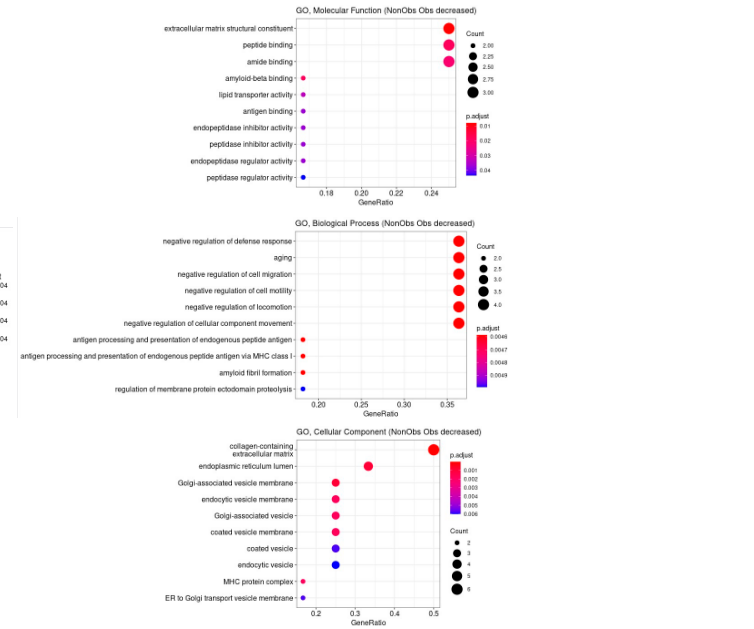 GO, Molecular Function (NonObs Obs decreased)
extracellular matrix structural constituent
peptide binding
amide binding
amyloid-beta binding
lipid transporter activity
antigen binding
endopeptidase inhibitor activity
peptidase inhibitor activity
endopeptidase regulator activity
peptidase regulator activity
0.18 0.20 0.22 0.24
GeneRatio
Count
2.00
2.25
2.50
2.75
3.00
p.adjust
0.01
0.02
0.03
0.04
GO, Biological Process (NonObs Obs decreased)
negative regulation of defense response
aging
negative regulation of cell migration
negative regulation of cell motility
negative regulation of locomotion
negative regulation of cellular component movement
antigen processing and presentation of endogenous peptide antigen
antigen processing and presentation of endogenous peptide antigen via MHC class I
amyloid fibril formation
regulation of membrane protein ectodomain proteolysis
0.20 0.25 0.30 0.35
GeneRatio
Count
2.0
2.5
3.0
3.5
4.0
p.adjust
0.0046
0.0047
0.0048
0.0049
t
04
04
04
04
GO, Cellular Component (NonObs Obs decreased)
collagen-containing
extracellular matrix
endoplasmic reticulum lumen
Golgi-associated vesicle membrane
endocytic vesicle membrane
Golgi-associated vesicle
coated vesicle membrane
coated vesicle
endocytic vesicle
MHC protein complex
ER to Golgi transport vesicle membrane
0.2 0.3 0.4 0.5
GeneRatio
p.adjust
0.001
0.002
0.003
0.004
0.005
0.006
Count
2
3
4
5
6